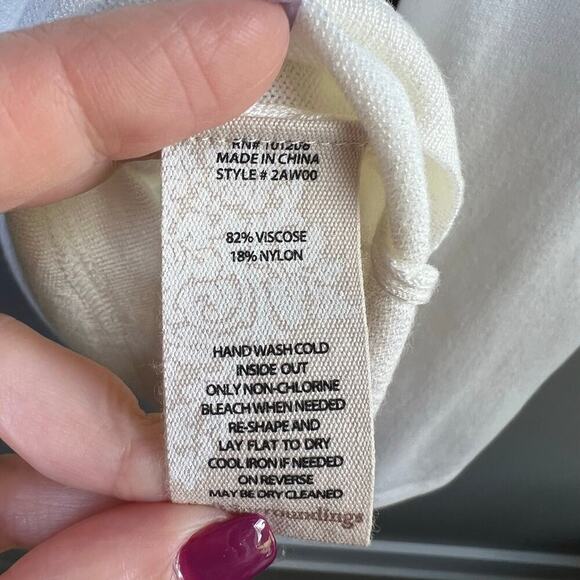 RN# 101206
MADE IN CHINA
STYLE # 2AW00
82% VISCOSE
18% NYLON
HAND WASH COLD
INSIDE OUT
ONLY NON-CHLORINE
BLEACH WHEN NEEDED
RE-SHAPE AND
LAY FLAT TO DRY
COOL IRON IF NEEDED
ON REVERSE
MAY BE DRY CLEANED
oundings